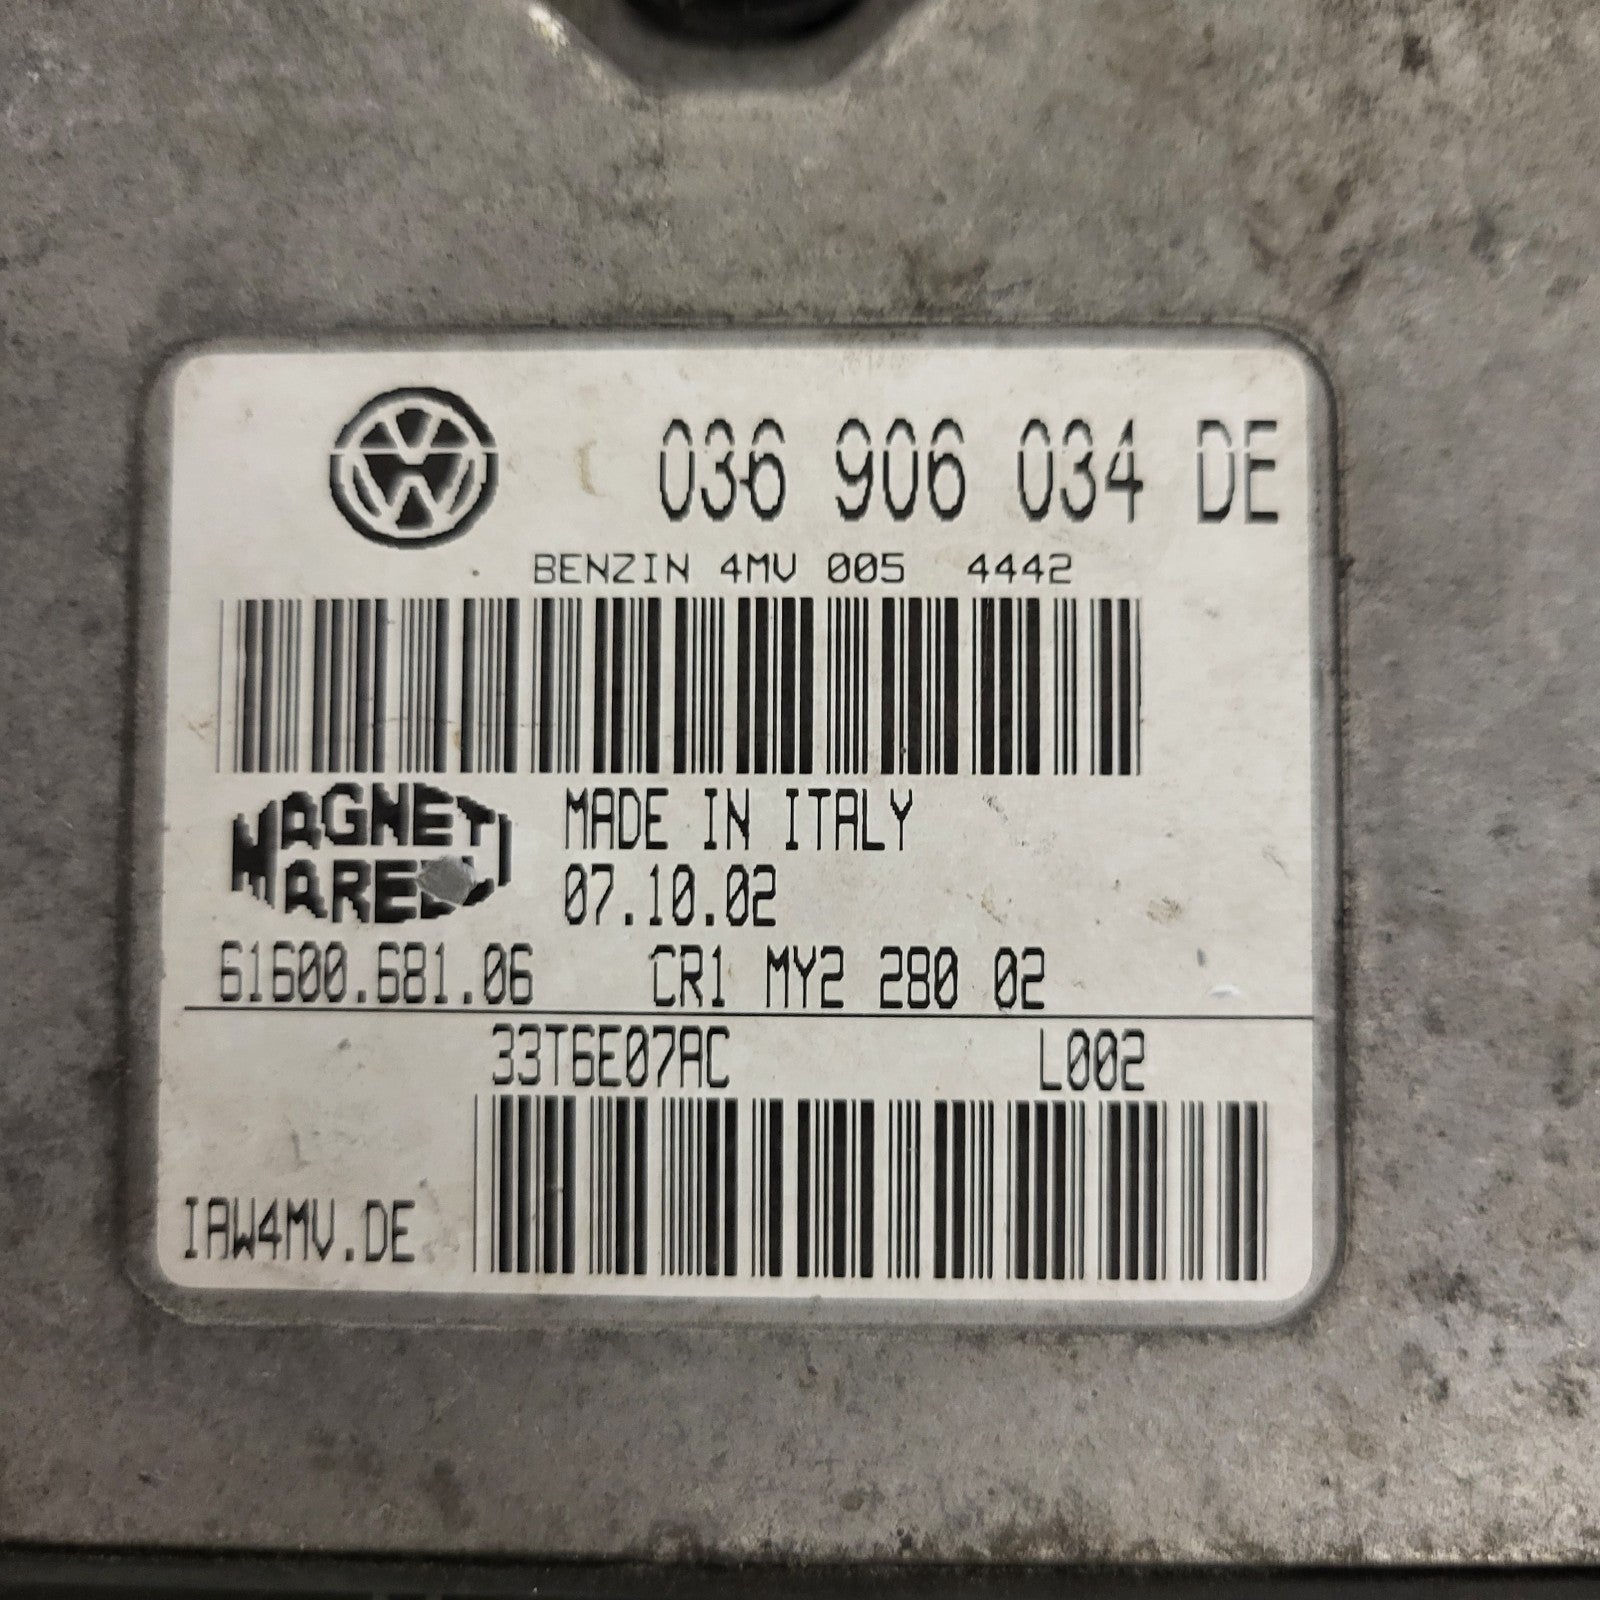 036 906 034 DE
BENZIN 4MV 005 4442
MAGNETI
MADE IN ITALY
07.10.02
61600.681.06 CR1 MY2 280 02
33T6E07AC L002
IAW4MV.DE